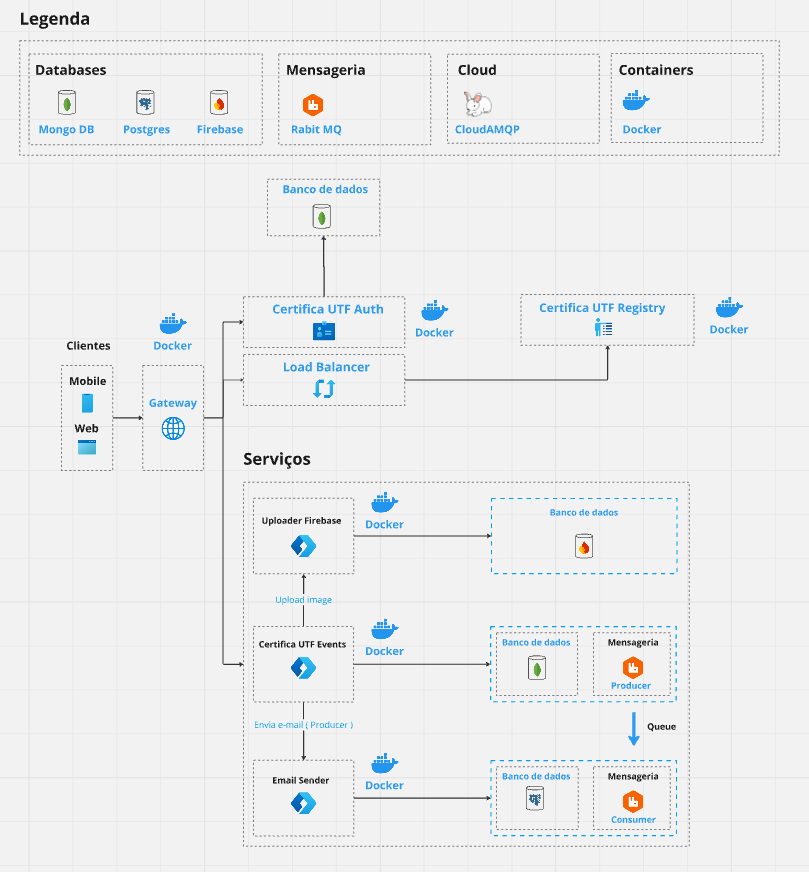 Legenda
Databases
Mongo DB
Postgres
Firebase
Mensageria
Rabit MQ
Cloud
CloudAMQP
Containers
Docker
Banco de dados
Certifica UTF Auth
Docker
Certifica UTF Registry
Docker
Docker
Clientes
Mobile
Web
Gateway
Load Balancer
Serviços
Uploader Firebase
Docker
Banco de dados
Upload image
Certifica UTF Events
Docker
Banco de dados
Mensageria
Producer
Envia e-mail ( Producer )
Queue
Email Sender
Docker
Banco de dados
Mensageria
Consumer